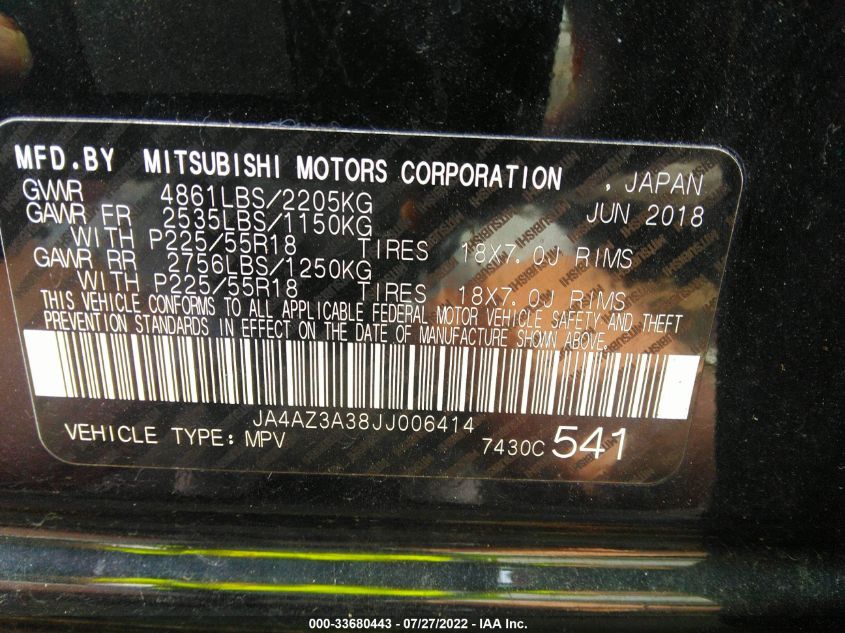 MFD.BY MITSUBISHI MOTORS CORPORATION , JAPAN
GVWR 4861LBS/2205KG JUN 2018
GAWR FR 2535LBS/1150KG
WITH P225/55R18 TIRES 18X7.0J RIMS
GAWR RR 2756LBS/1250KG
WITH P225/55R18 TIRES 18X7.0J RIMS
THIS VEHICLE CONFORMS TO ALL APPLICABLE FEDERAL MOTOR VEHICLE SAFETY AND THEFT
PREVENTION STANDARDS IN EFFECT ON THE DATE OF MANUFACTURE SHOWN ABOVE.
JA4AZ3A38JJ006414
VEHICLE TYPE: MPV 7430C 541
000-33680443 - 07/27/2022 - IAA Inc.